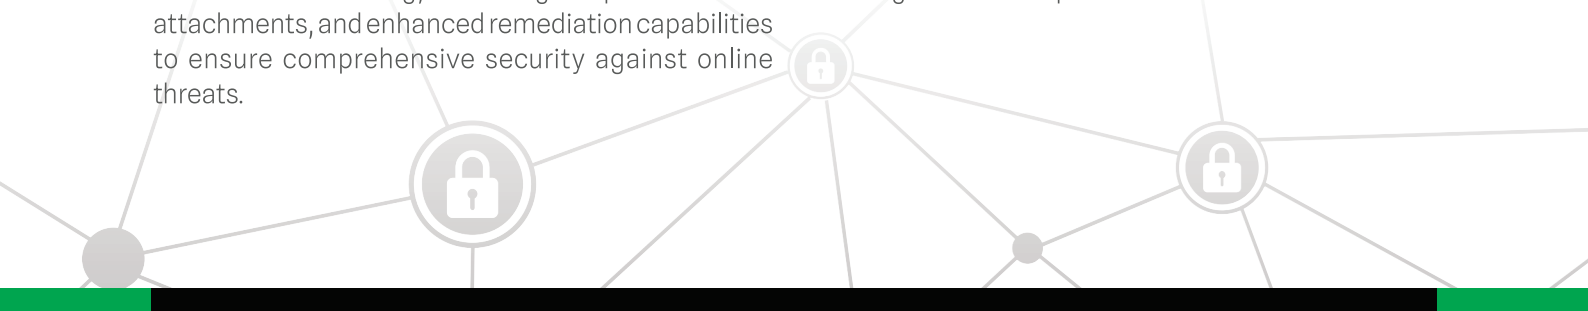 attachments, and enhanced remediation capabilities
to ensure comprehensive security against online
threats.